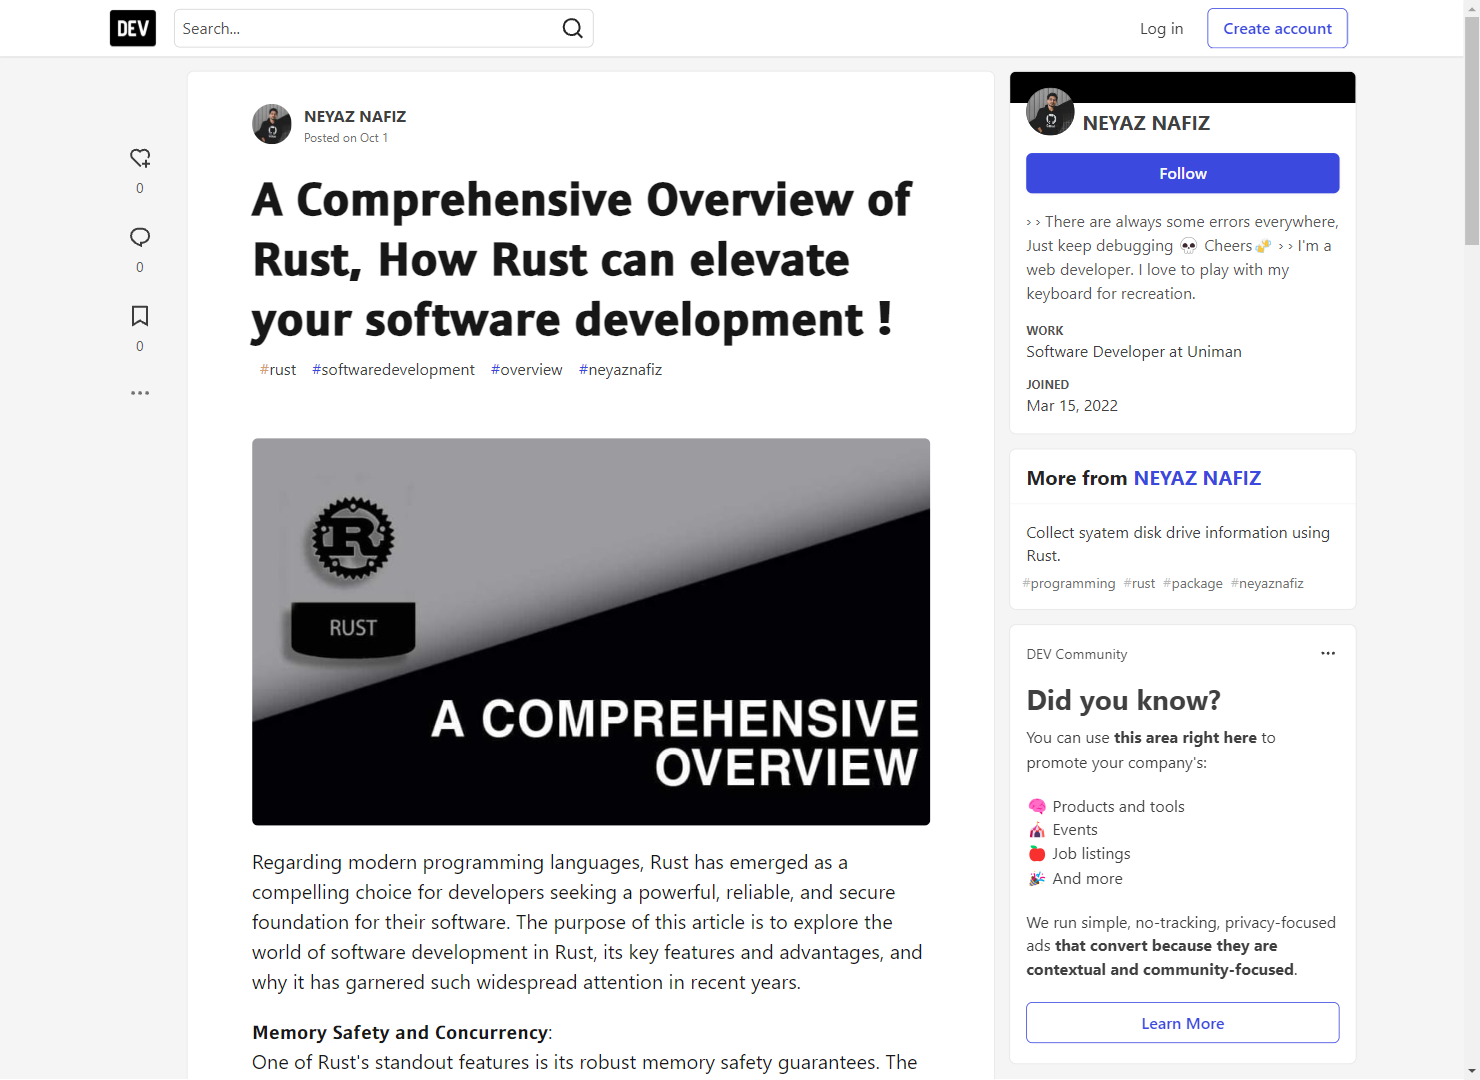 DEV
Search...
Log in
Create account
NEYAZ NAFIZ
Posted on Oct 1
0
0
0
A Comprehensive Overview of
Rust, How Rust can elevate
your software development !
#rust #softwaredevelopment #overview #neyaznafiz
R
RUST
A COMPREHENSIVE
OVERVIEW
Regarding modern programming languages, Rust has emerged as a
compelling choice for developers seeking a powerful, reliable, and secure
foundation for their software. The purpose of this article is to explore the
world of software development in Rust, its key features and advantages, and
why it has garnered such widespread attention in recent years.
Memory Safety and Concurrency:
One of Rust's standout features is its robust memory safety guarantees. The
NEYAZ NAFIZ
Follow
› › There are always some errors everywhere,
Just keep debugging 💀 Cheers🍻 › › I'm a
web developer. I love to play with my
keyboard for recreation.
WORK
Software Developer at Uniman
JOINED
Mar 15, 2022
More from NEYAZ NAFIZ
Collect syatem disk drive information using
Rust.
#programming #rust #package #neyaznafiz
DEV Community
Did you know?
You can use this area right here to
promote your company's:
🧠 Products and tools
🎪 Events
🍎 Job listings
🎉 And more
We run simple, no-tracking, privacy-focused
ads that convert because they are
contextual and community-focused.
Learn More